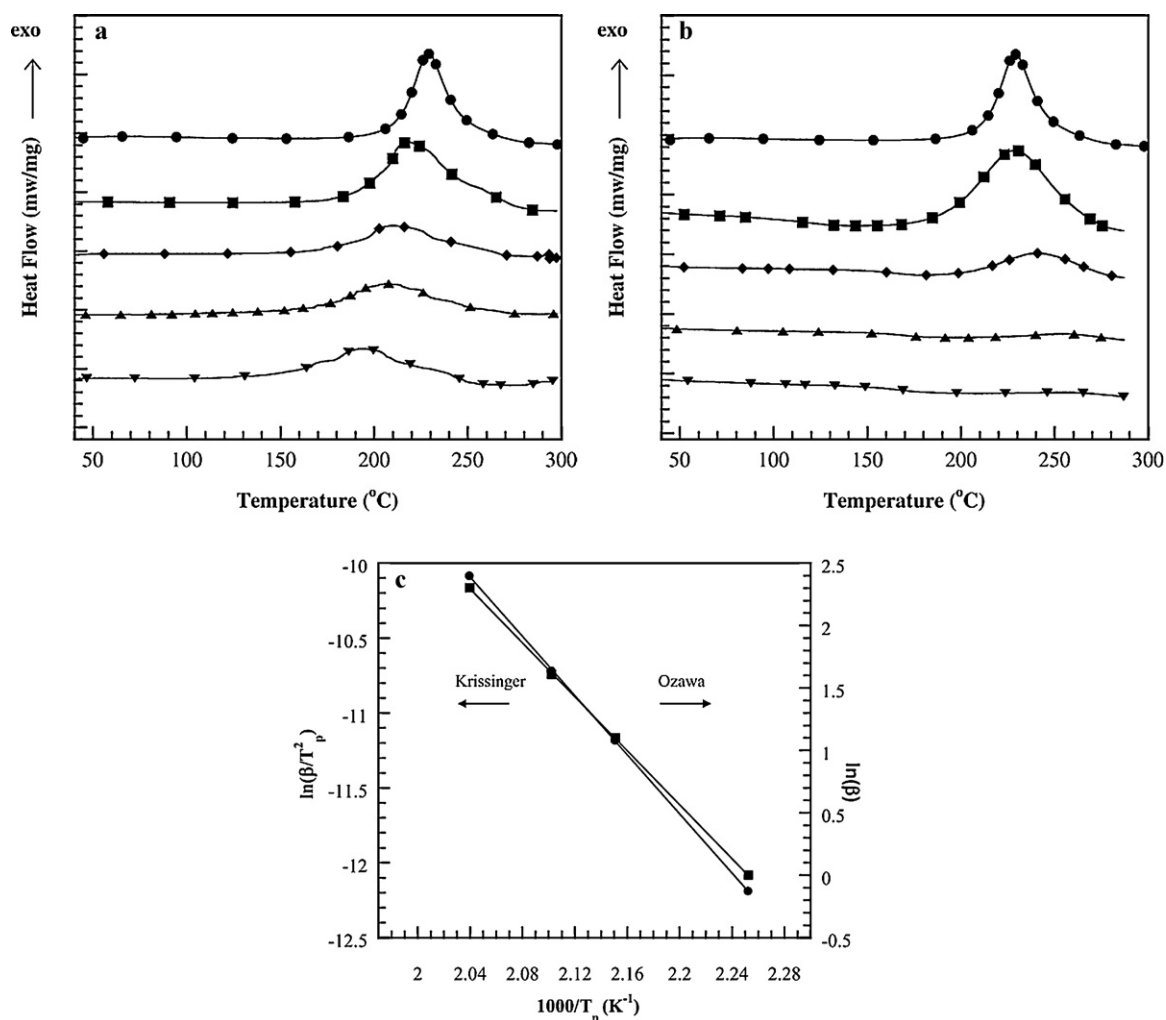 exo
a
Heat Flow (mw/mg)
50 100 150 200 250 300
Temperature (°C)
exo
b
Heat Flow (mw/mg)
50 100 150 200 250 300
Temperature (°C)
c
-10
-10.5
-11
-11.5
-12
-12.5
ln(β/T²p)
Krissinger
Ozawa
2.5
2
1.5
1
0.5
0
-0.5
ln(β)
2 2.04 2.08 2.12 2.16 2.2 2.24 2.28
1000/Tp (K⁻¹)